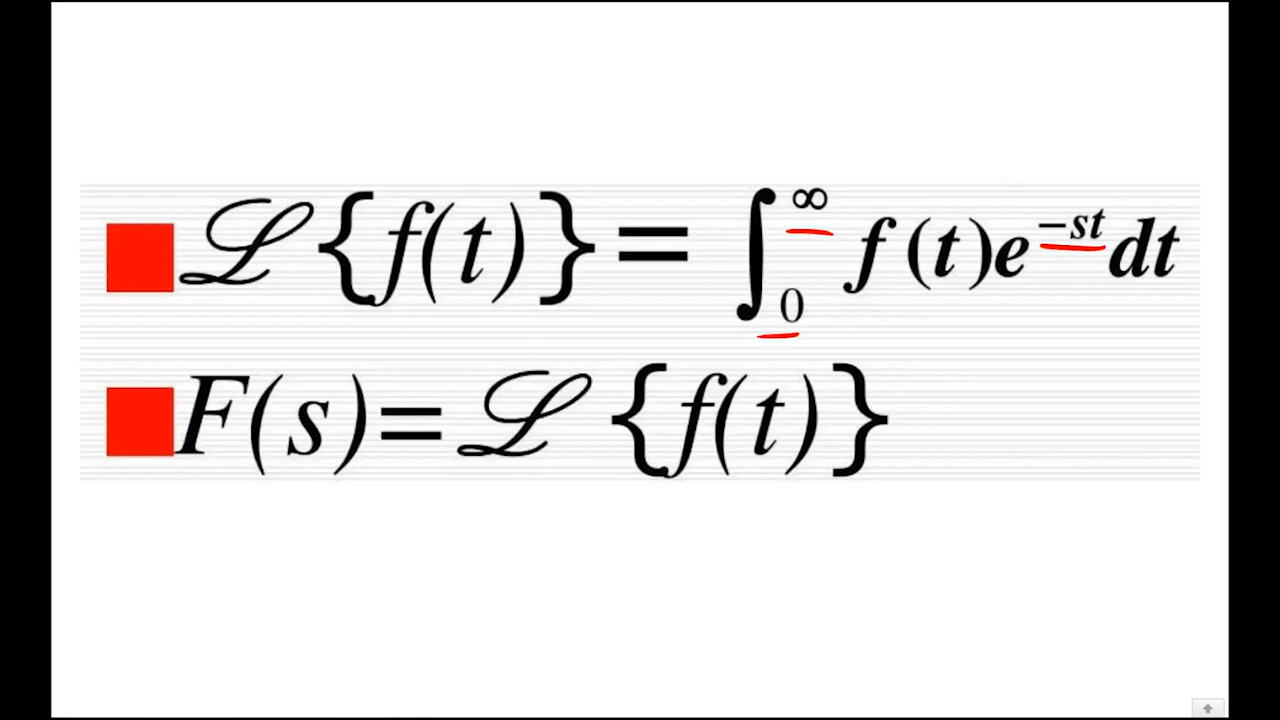 ℒ{f(t)} = ∫₀^∞ f(t)e^{-st}dt
F(s) = ℒ{f(t)}